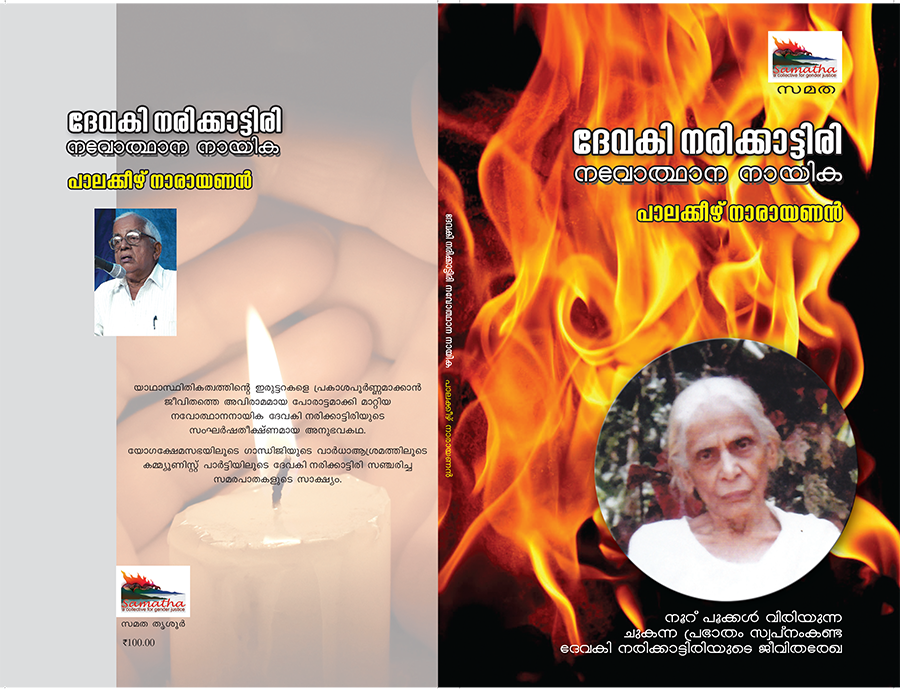 ദേവകി നരിക്കാട്ടിരി
നവോത്ഥാന നായിക
പാലക്കീഴ് നാരായണൻ
യാഥാസ്ഥിതികത്വത്തിന്റെ ഇരുട്ടറകളെ പ്രകാശപൂർണ്ണമാക്കാൻ
ജീവിതത്തെ അവിരാമമായ പോരാട്ടമാക്കി മാറ്റിയ
നവോത്ഥാനനായിക ദേവകി നരിക്കാട്ടിരിയുടെ
സംഘർഷതീക്ഷ്ണമായ അനുഭവകഥ.
യോഗക്ഷേമസഭയിലൂടെ ഗാന്ധിജിയുടെ വാർധാആശ്രമത്തിലൂടെ
കമ്മ്യൂണിസ്റ്റ് പാർട്ടിയിലൂടെ ദേവകി നരിക്കാട്ടിരി സഞ്ചരിച്ച
സമരപാതകളുടെ സാക്ഷ്യം.
Samatha
a collective for gender justice
സമത തൃശൂർ
₹100.00
ദേവകി നരിക്കാട്ടിരി നവോത്ഥാന നായിക പാലക്കീഴ് നാരായണൻ
Samatha
a collective for gender justice
സമത
ദേവകി നരിക്കാട്ടിരി
നവോത്ഥാന നായിക
പാലക്കീഴ് നാരായണൻ
നൂറ് പൂക്കൾ വിരിയുന്ന
ചുകന്ന പ്രഭാതം സ്വപ്നംകണ്ട
ദേവകി നരിക്കാട്ടിരിയുടെ ജീവിതരേഖ